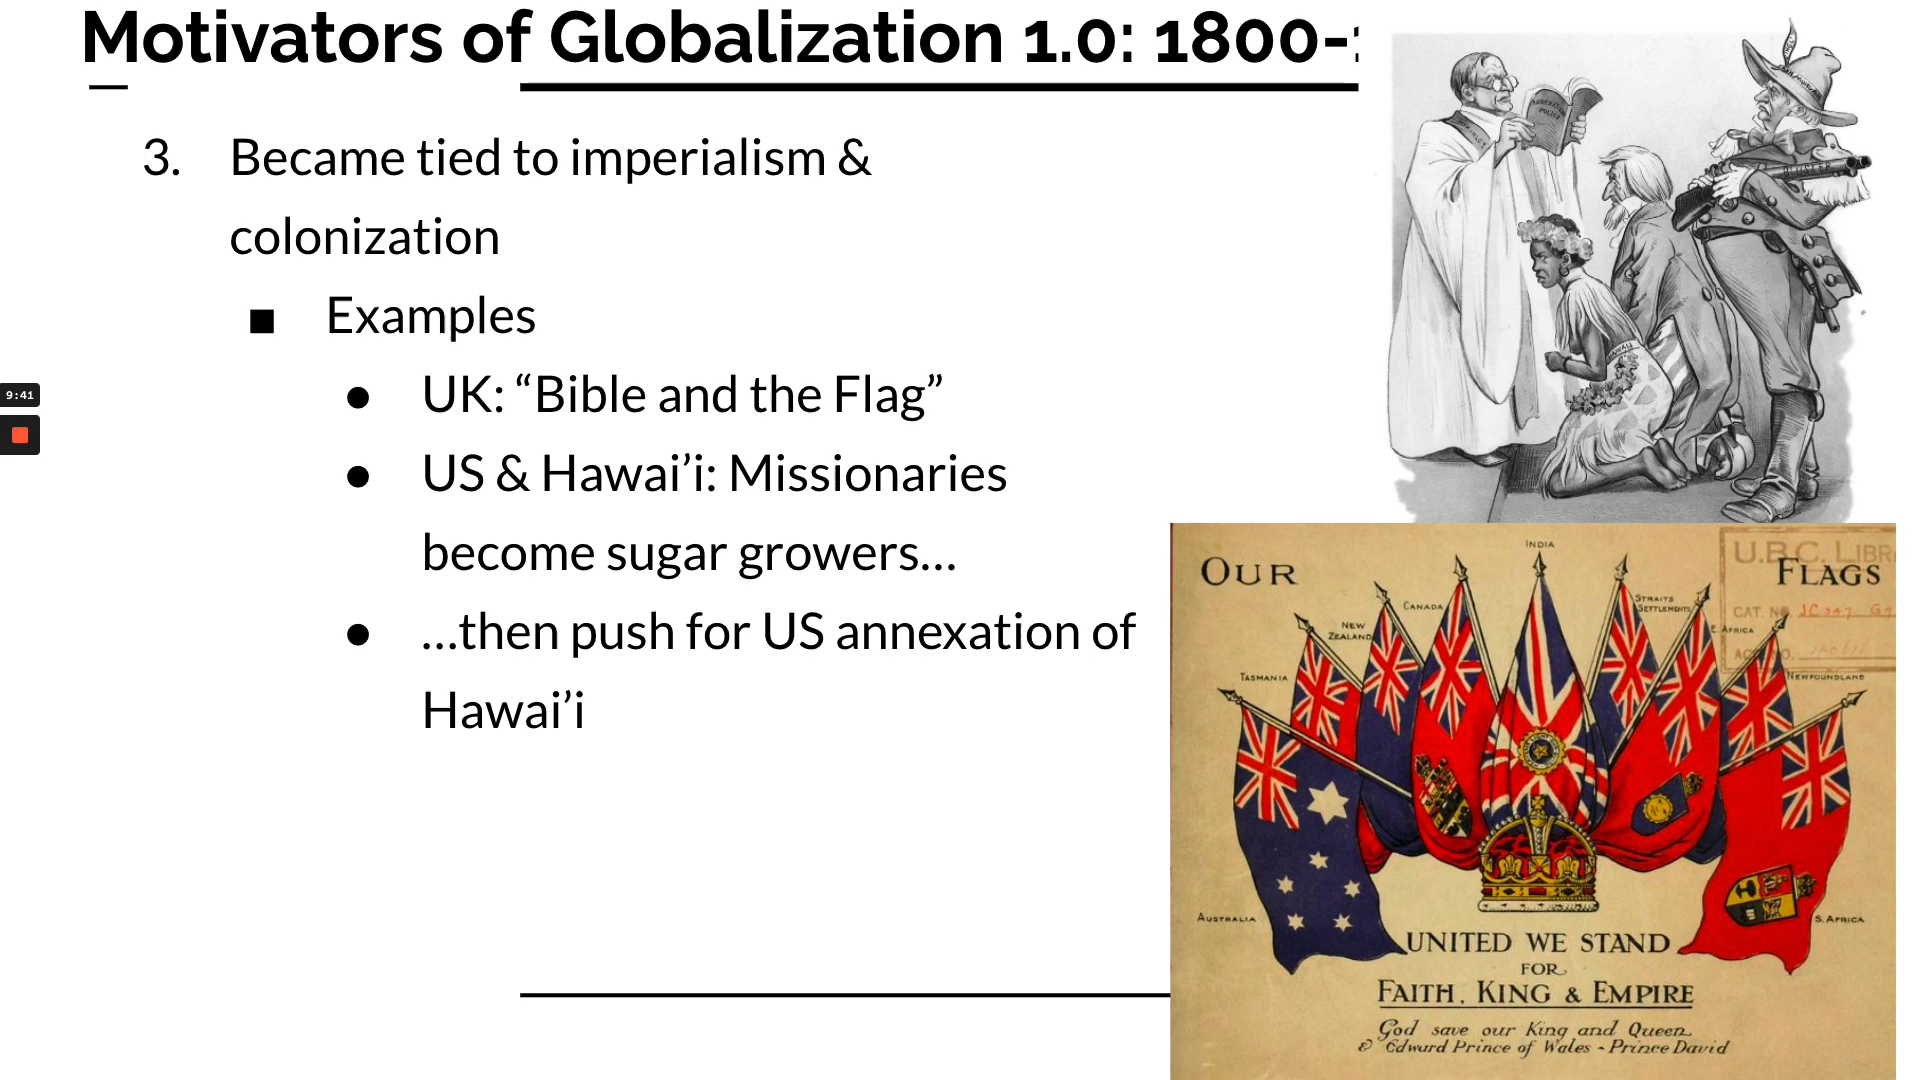 Motivators of Globalization 1.0: 1800-
3. Became tied to imperialism &
colonization
■ Examples
● UK: “Bible and the Flag”
● US & Hawai’i: Missionaries
become sugar growers…
● …then push for US annexation of
Hawai’i
9:41
ANNEXATION
POLICY
HAWAII
OUR
FLAGS
INDIA
CANADA
STRAITS
SETTLEMENTS
NEW
ZEALAND
E. AFRICA
TASMANIA
NEWFOUNDLAND
AUSTRALIA
S. AFRICA
U.B.C. LIBR
CAT. NO.
UNITED WE STAND
FOR
FAITH, KING & EMPIRE
God save our King and Queen
& Edward Prince of Wales - Prince David